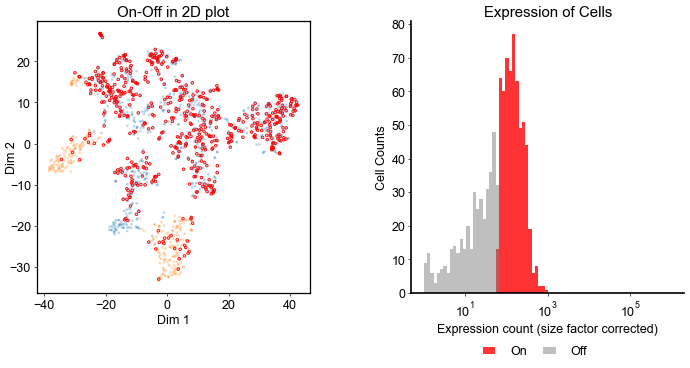 On-Off in 2D plot
Dim 2
20
10
0
−10
−20
−30
−40
−20
0
20
40
Dim 1
Expression of Cells
Cell Counts
80
70
60
50
40
30
20
10
0
10^1
10^3
10^5
Expression count (size factor corrected)
On
Off